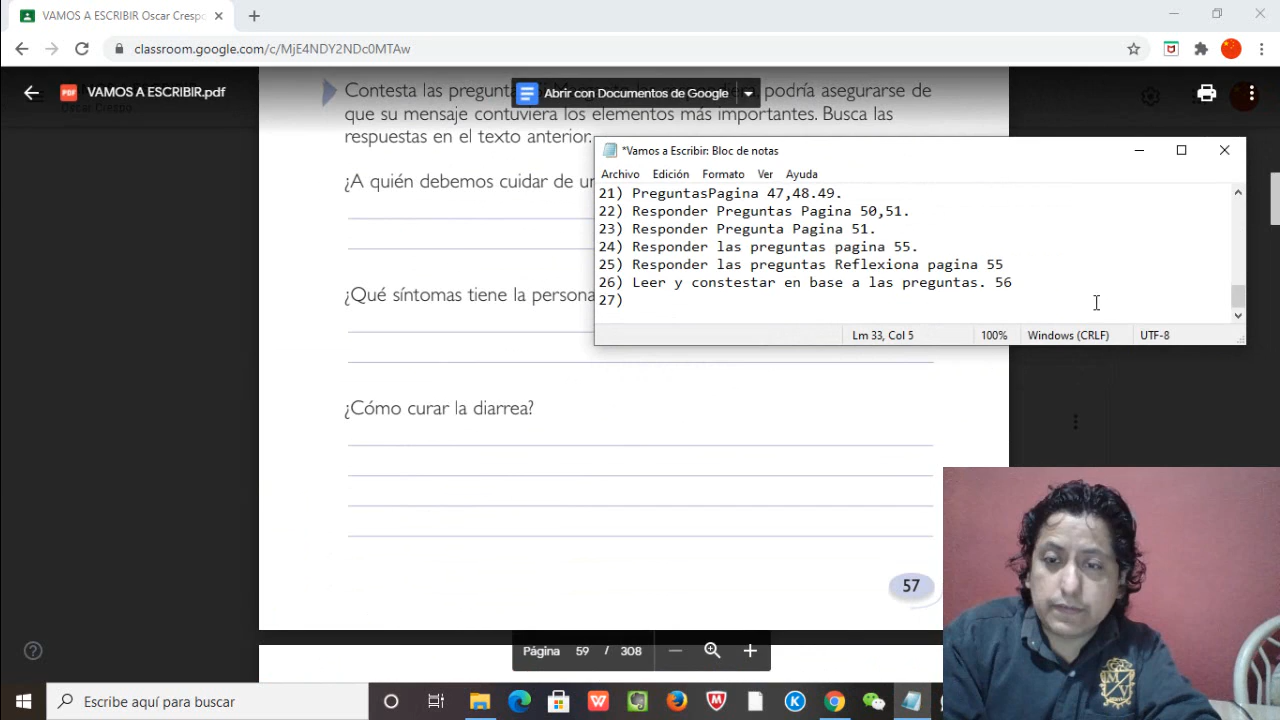 VAMOS A ESCRIBIR Oscar Crespo
classroom.google.com/c/MjE4NDY2NDc0MTAw
VAMOS A ESCRIBIR.pdf
Oscar Crespo
Abrir con Documentos de Google
Contesta las pregunta podría asegurarse de
que su mensaje contuviera los elementos más importantes. Busca las
respuestas en el texto anterior.
¿A quién debemos cuidar de un
¿Qué síntomas tiene la persona
¿Cómo curar la diarrea?
57
*Vamos a Escribir: Bloc de notas
Archivo Edición Formato Ver Ayuda
21) PreguntasPagina 47,48.49.
22) Responder Preguntas Pagina 50,51.
23) Responder Pregunta Pagina 51.
24) Responder las preguntas pagina 55.
25) Responder las preguntas Reflexiona pagina 55
26) Leer y constestar en base a las preguntas. 56
27)
Lm 33, Col 5 100% Windows (CRLF) UTF-8
Página 59 / 308
Escribe aquí para buscar